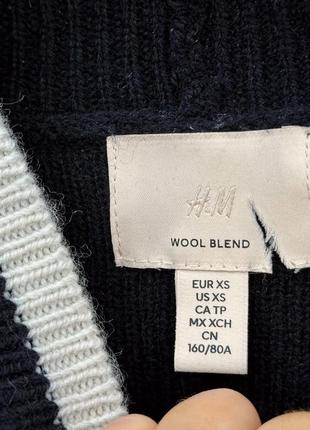 H&M
WOOL BLEND
EUR XS
US XS
CA TP
MX XCH
CN
160/80A